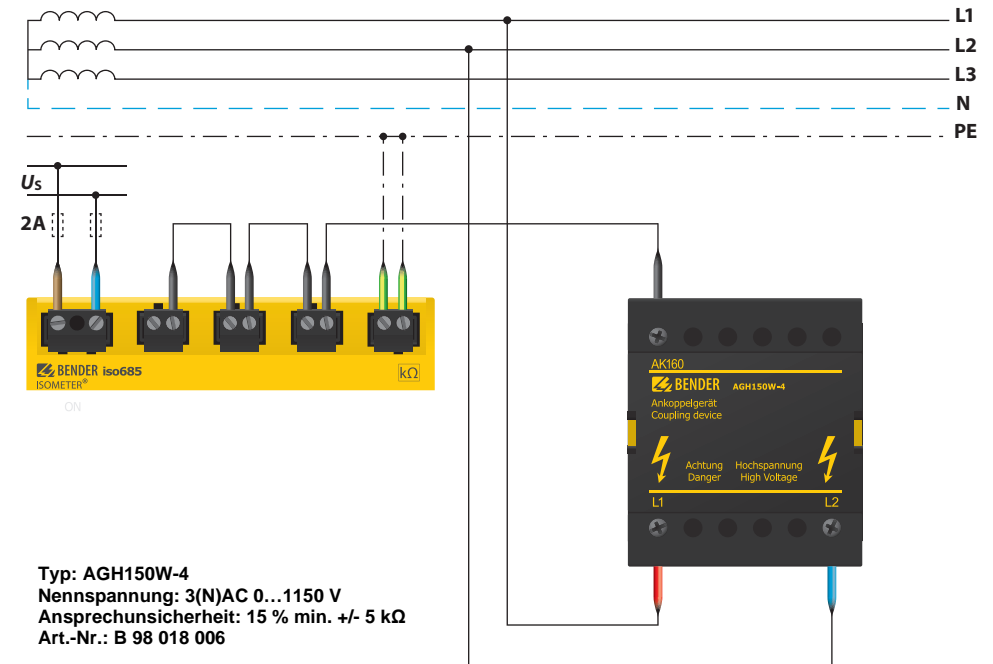 L1
L2
L3
N
PE
Us
2A
BENDER iso685
ISOMETER®
kΩ
ON
AK160
BENDER AGH150W-4
Ankoppelgerät
Coupling device
Achtung Hochspannung
Danger High Voltage
L1 L2
Typ: AGH150W-4
Nennspannung: 3(N)AC 0…1150 V
Ansprechunsicherheit: 15 % min. +/- 5 kΩ
Art.-Nr.: B 98 018 006